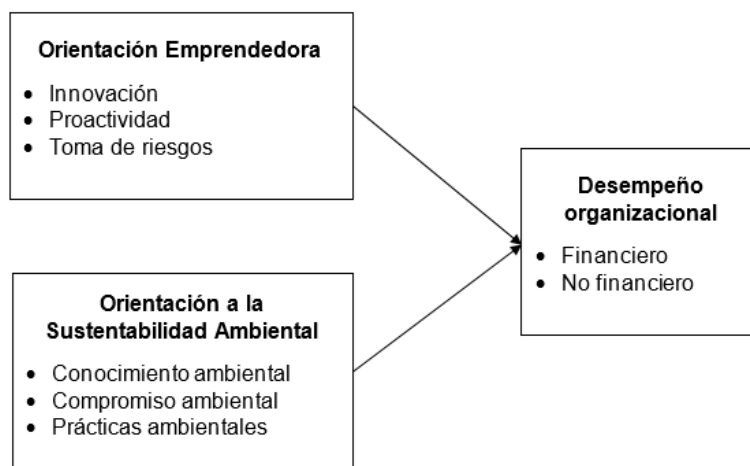 Orientación Emprendedora
• Innovación
• Proactividad
• Toma de riesgos
Desempeño
organizacional
• Financiero
• No financiero
Orientación a la
Sustentabilidad Ambiental
• Conocimiento ambiental
• Compromiso ambiental
• Prácticas ambientales